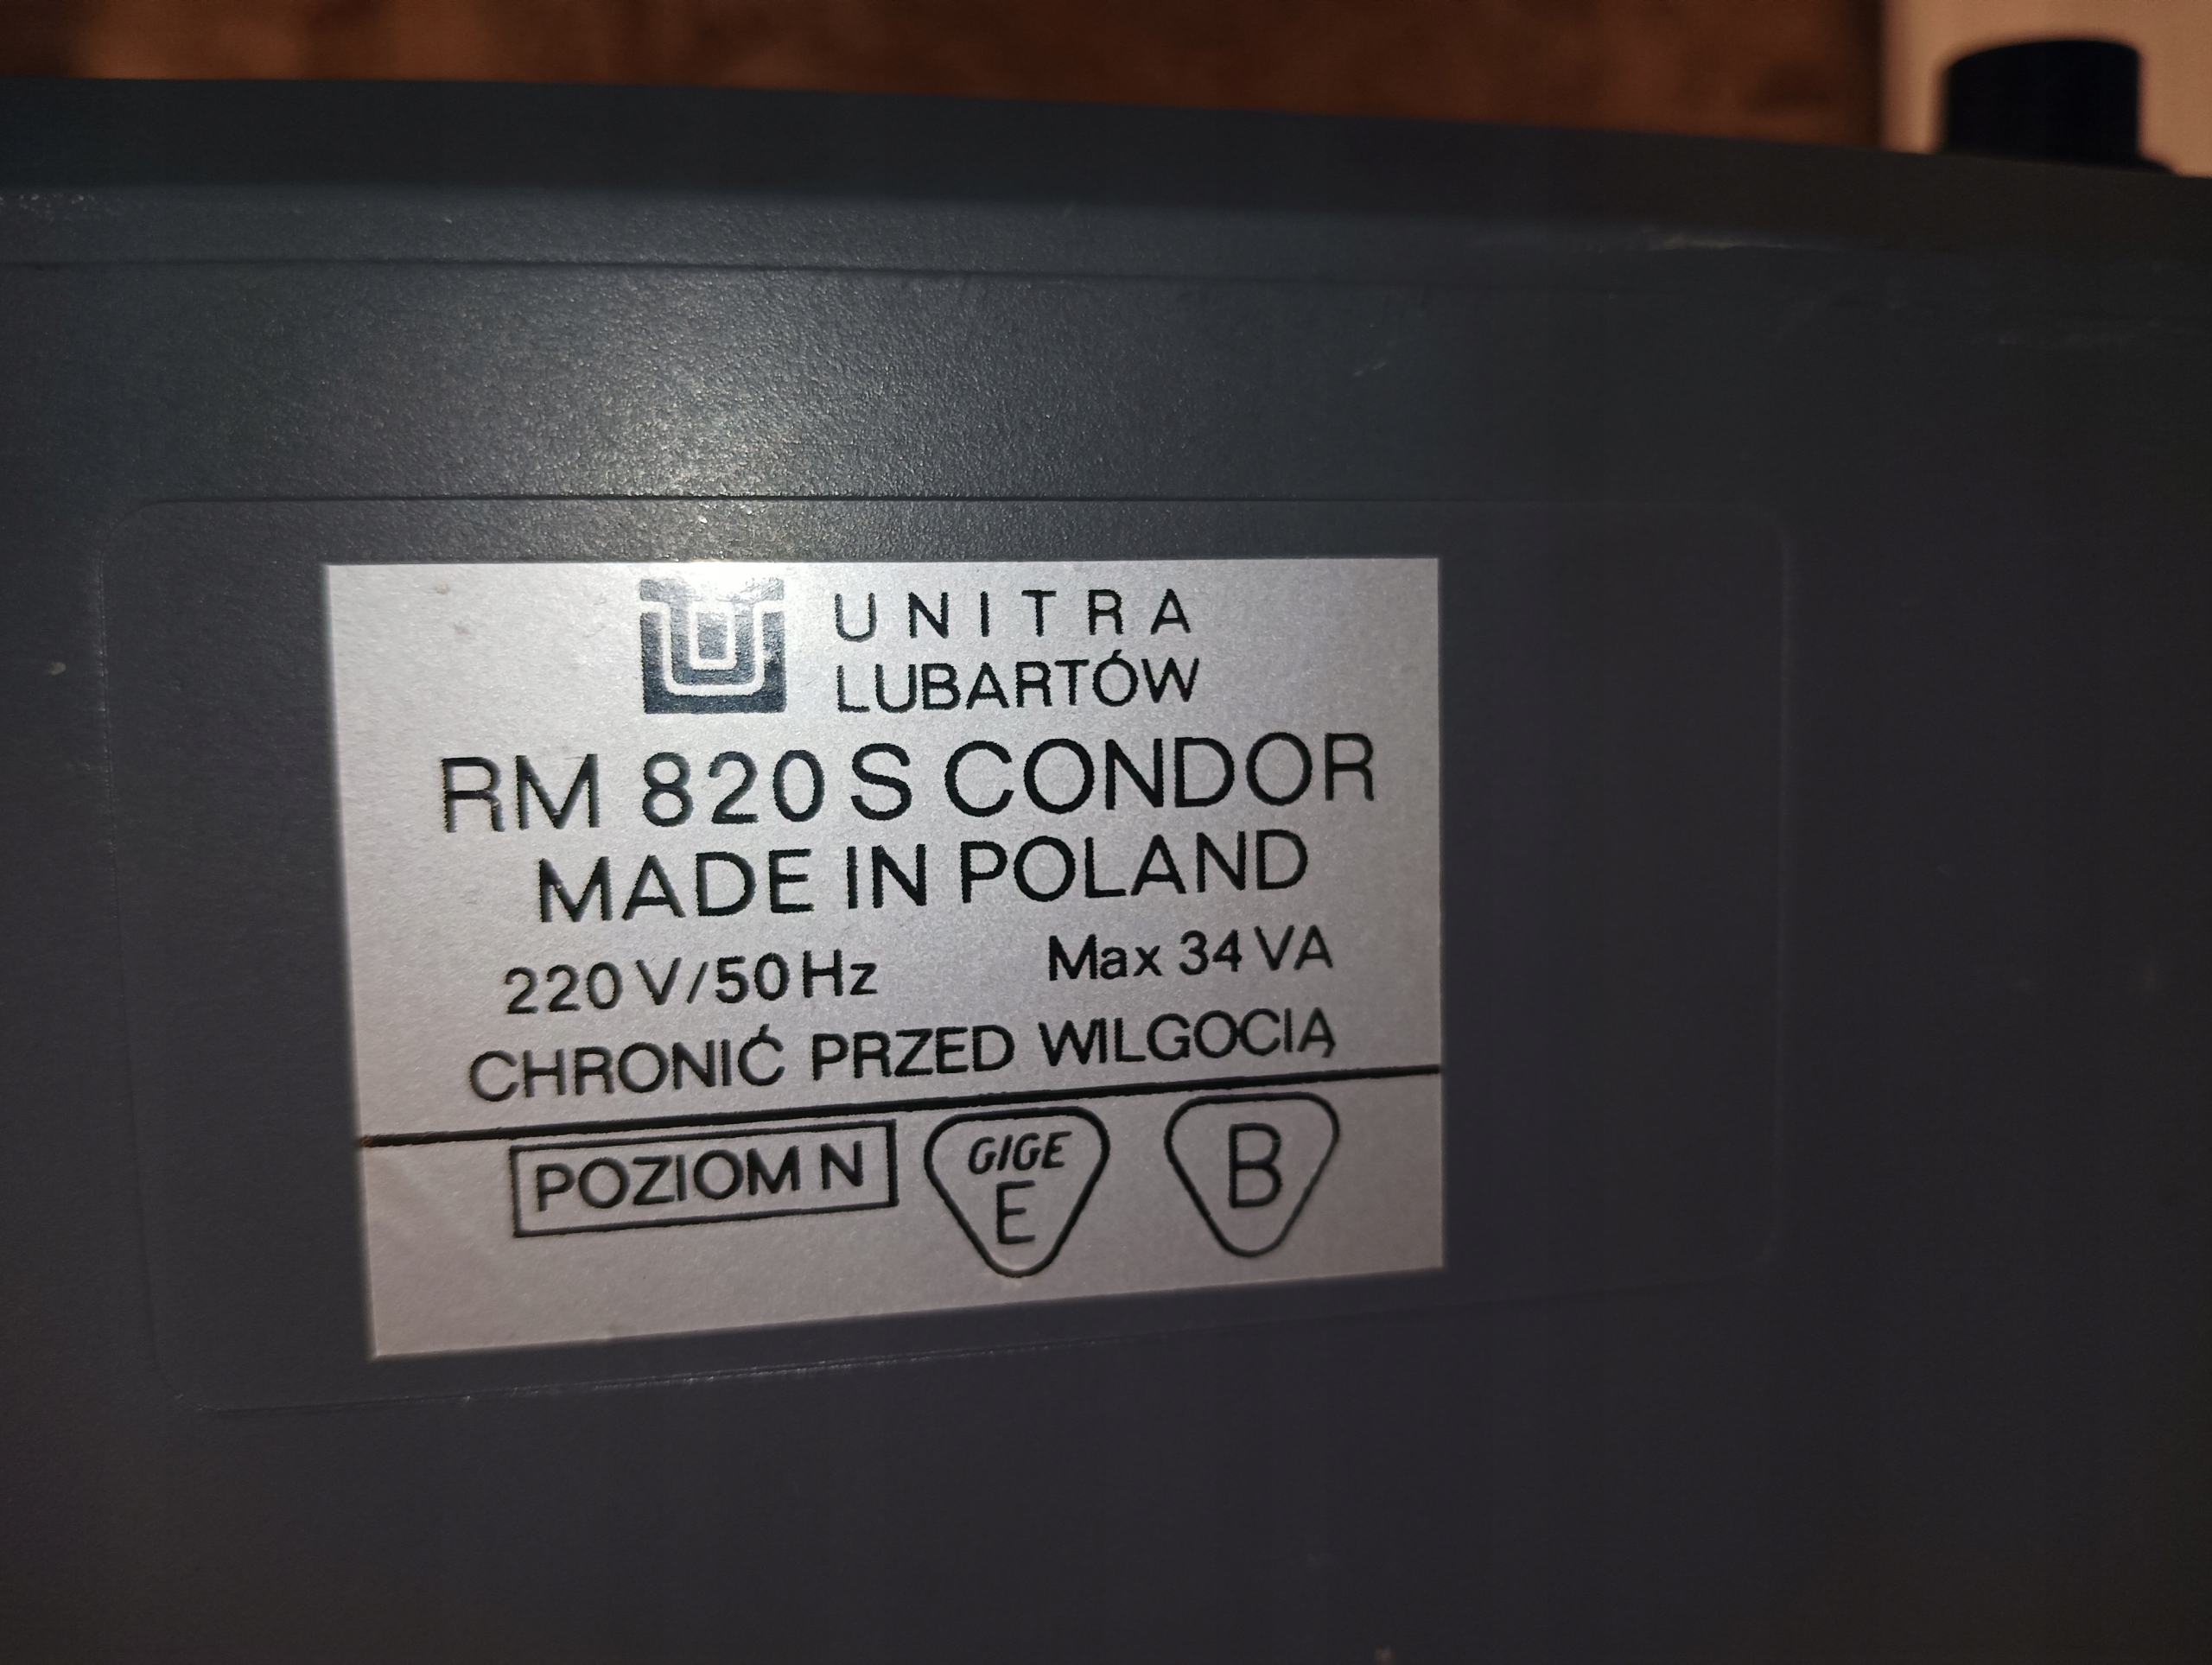 UNITRA
LUBARTÓW
RM 820 S CONDOR
MADE IN POLAND
220 V/50 Hz Max 34 VA
CHRONIĆ PRZED WILGOCIĄ
POZIOM N GIGE E B